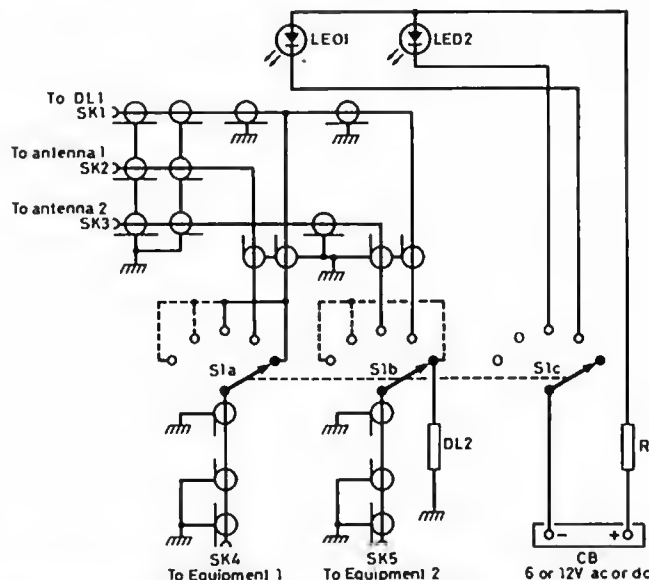 LEO1
LED2
To DL1
SK1
To antenna 1
SK2
To antenna 2
SK3
S1a
S1b
S1c
DL2
R
- +
SK4
To Equipment 1
SK5
To Equipment 2
CB
6 or 12V ac or dc